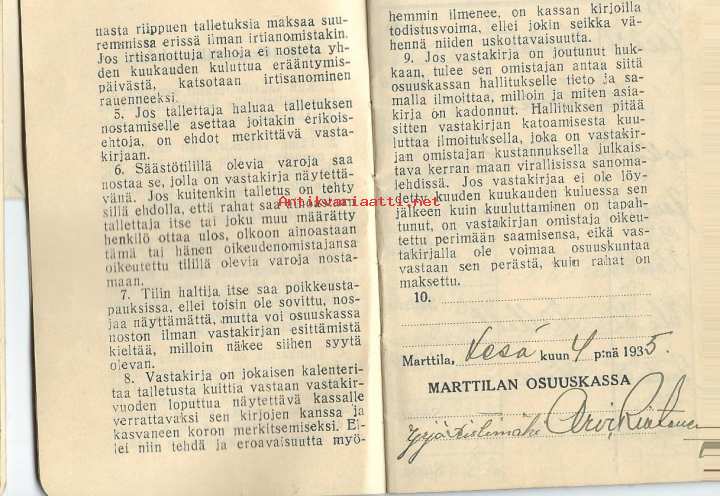 nasta riippuen talletuksia maksaa suu-
remmissa erissä ilman irtianomistakin.
Jos irtisanottuja rahoja ei nosteta yh-
den kuukauden kuluttua erääntymis-
päivästä, katsotaan irtisanominen
rauenneeksi.
5. Jos tallettaja haluaa talletuksen
nostamiselle asettaa joitakin erikois-
ehtoja, on ehdot merkittävä vasta-
kirjaan.
6. Säästötilillä olevia varoja saa
nostaa se, jolla on vastakirja näytettä-
vänä. Jos kuitenkin talletus on tehty
sillä ehdolla, että rahat saa ainoastaan
tallettaja itse tai joku muu määrätty
henkilö ottaa ulos, olkoon ainoastaan
tämä tai hänen oikeudenomistajansa
oikeutettu tilillä olevia varoja nosta-
maan.
7. Tilin haltija itse saa poikkeusta-
pauksissa, ellei toisin ole sovittu, nos-
taa näyttämättä, mutta voi osuuskassa
noston ilman vastakirjan esittämistä
kieltää, milloin näkee siihen syytä
olevan.
8. Vastakirja on jokaisen kalenteri-
taa talletusta kuittia vastaan vastakir-
vuoden loputtua näytettävä kassalle
verrattavaksi sen kirjojen kanssa ja
kasvaneen koron merkitsemiseksi. El-
lei niin tehdä ja eroavaisuutta myö-
hemmin ilmenee, on kassan kirjoilla
todistusvoima, ellei jokin seikka vä-
hennä niiden uskottavaisuutta.
9. Jos vastakirja on joutunut huk-
kaan, tulee sen omistajan antaa siitä
osuuskassan hallitukselle tieto ja sa-
malla ilmoittaa, milloin ja miten asia-
kirja on kadonnut. Hallituksen pitää
sitten vastakirjan katoamisesta kuu-
luttaa ilmoituksella, joka on vastakir-
jan omistajan kustannuksella julkais-
tava kerran maan virallisissa sanoma-
lehdissä. Jos vastakirjaa ei ole löy-
detty kuuden kuukauden kuluessa sen
jälkeen kuin kuuluttaminen on tapah-
tunut, on vastakirjan omistaja oikeu-
tettu perimään saamisensa, eikä vas-
takirjalla ole voimaa osuuskuntaa
vastaan sen perästä, kuin rahat on
maksettu.
10.
Marttila, Kesä kuun 4 p:nä 1935.
MARTTILAN OSUUSKASSA
Arvi
Antikvariaatti.net